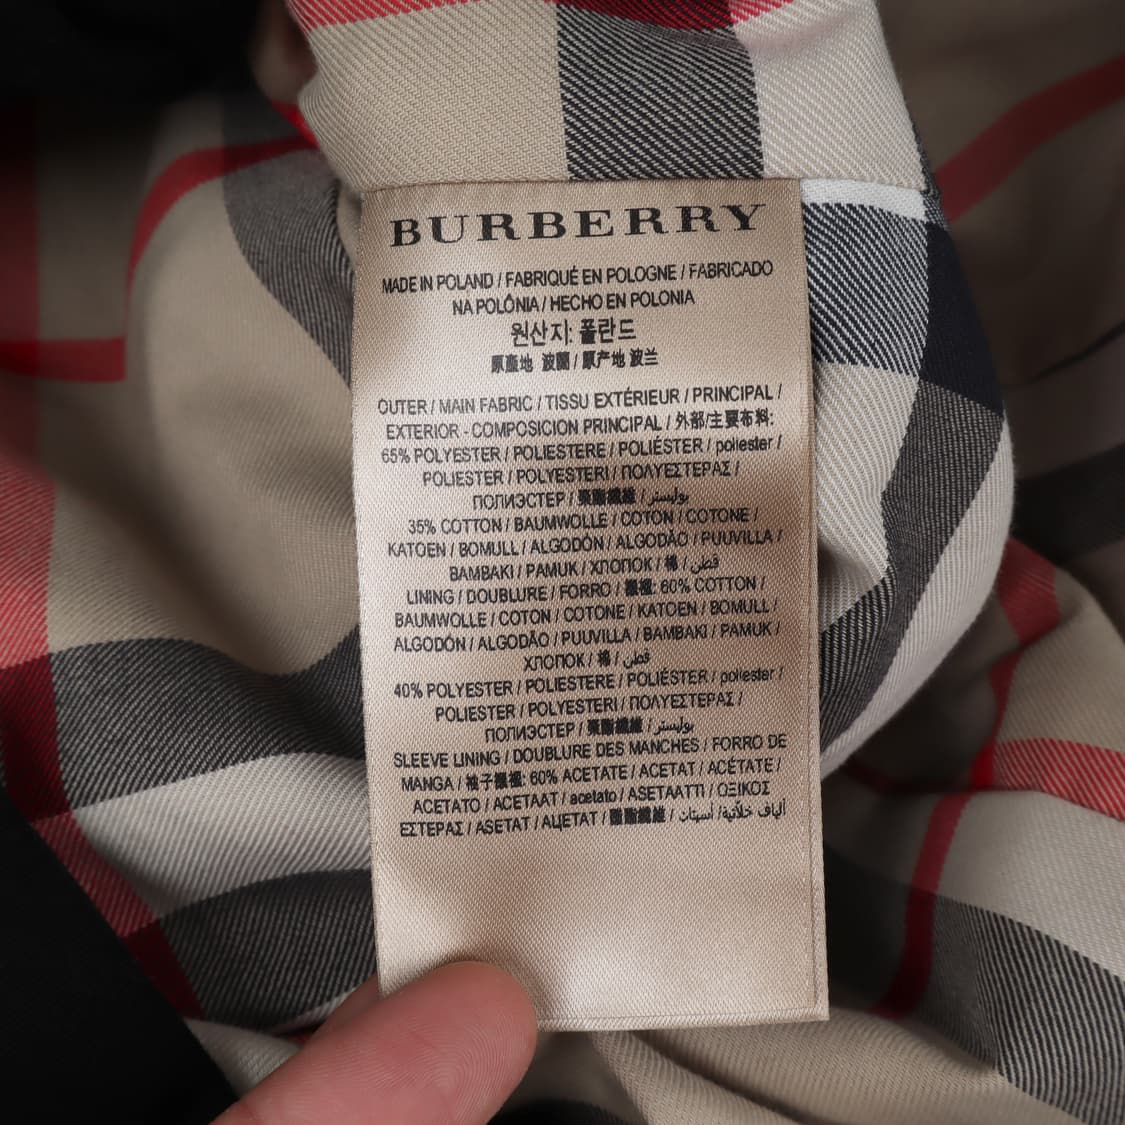 BURBERRY
MADE IN POLAND / FABRIQUÉ EN POLOGNE / FABRICADO
NA POLÔNIA / HECHO EN POLONIA
원산지: 폴란드
原產地 波蘭 / 原产地 波兰
OUTER / MAIN FABRIC / TISSU EXTÉRIEUR / PRINCIPAL /
EXTERIOR - COMPOSICION PRINCIPAL / 外部/主要布料:
65% POLYESTER / POLIESTERE / POLIÉSTER / poliester /
POLIESTER / POLYESTERI / ΠΟΛΥΕΣΤΕΡΑΣ /
ПОЛИЭСТЕР / 聚酯纖維 / بوليستر
35% COTTON / BAUMWOLLE / COTON / COTONE /
KATOEN / BOMULL / ALGODÓN / ALGODÃO / PUUVILLA /
BAMBAKI / PAMUK / ХЛОПОК / 棉 / قطن
LINING / DOUBLURE / FORRO / 襯裡: 60% COTTON /
BAUMWOLLE / COTON / COTONE / KATOEN / BOMULL /
ALGODÓN / ALGODÃO / PUUVILLA / BAMBAKI / PAMUK /
ХЛОПОК / 棉 / قطن
40% POLYESTER / POLIESTERE / POLIÉSTER / poliester /
POLIESTER / POLYESTERI / ΠΟΛΥΕΣΤΕΡΑΣ /
ПОЛИЭСТЕР / 聚酯纖維 / بوليستر
SLEEVE LINING / DOUBLURE DES MANCHES / FORRO DE
MANGA / 袖子襯裡: 60% ACETATE / ACETAT / ACÉTATE /
ACETATO / ACETAAT / acetato / ASETAATTI / ΟΞΙΚΟΣ
ΕΣΤΕΡΑΣ / ASETAT / АЦЕТАТ / 醋酯纖維 / ألياف خلاّتية/ أسيتات